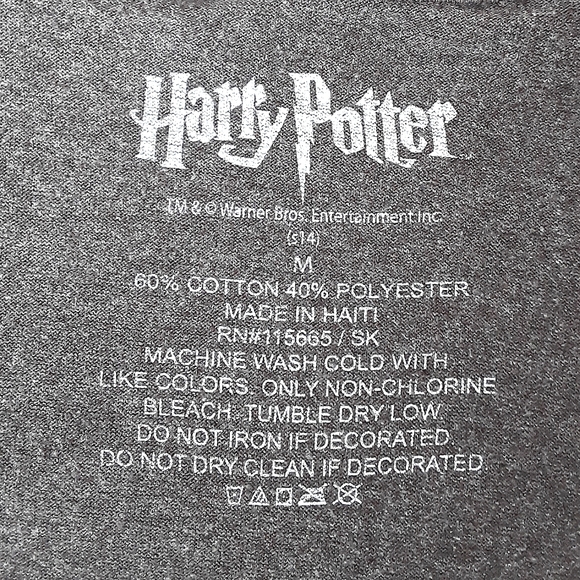 Harry Potter
TM & © Warner Bros. Entertainment Inc.
(s14)
M
60% COTTON 40% POLYESTER
MADE IN HAITI
RN#115665 / SK
MACHINE WASH COLD WITH
LIKE COLORS. ONLY NON-CHLORINE
BLEACH. TUMBLE DRY LOW.
DO NOT IRON IF DECORATED.
DO NOT DRY CLEAN IF DECORATED.